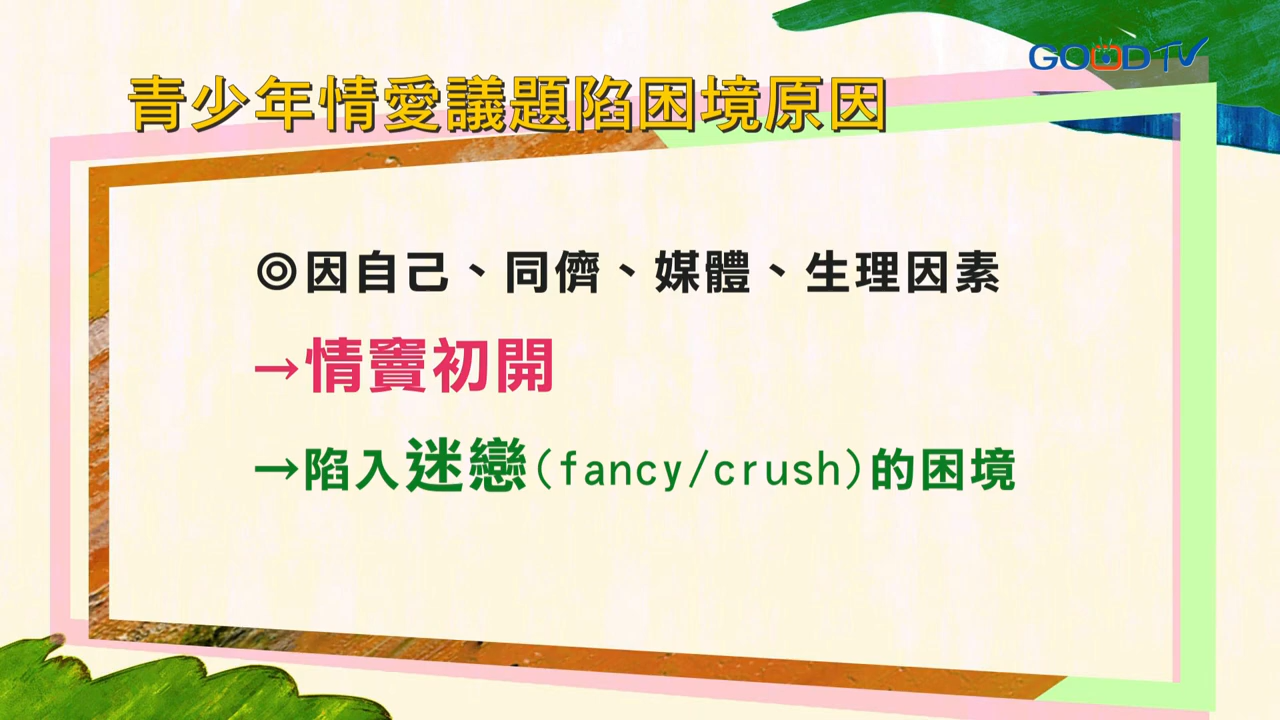 GOODTV
青少年情愛議題陷困境原因
◎因自己、同儕、媒體、生理因素
→情竇初開
→陷入迷戀(fancy/crush)的困境